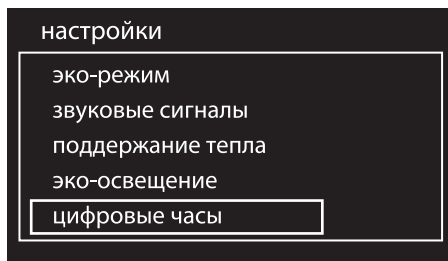 настройки
эко-режим
звуковые сигналы
поддержание тепла
эко-освещение
цифровые часы